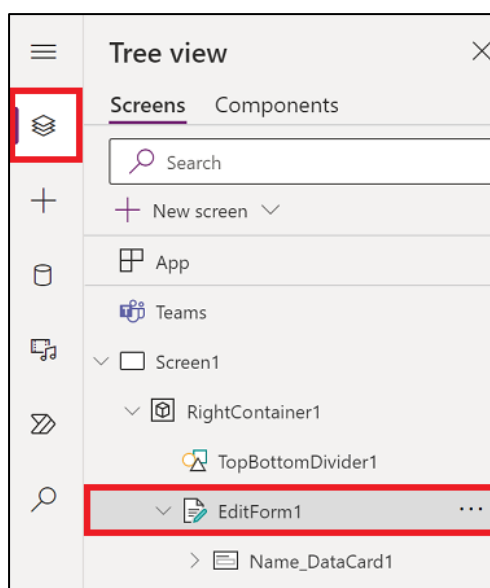 Tree view
Screens Components
Search
New screen
App
Teams
Screen1
RightContainer1
TopBottomDivider1
EditForm1
Name_DataCard1